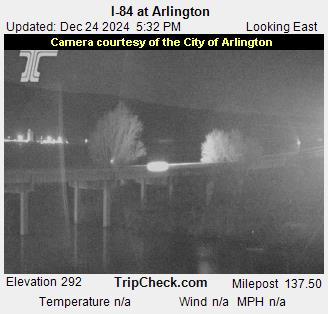 I-84 at Arlington
Updated: Dec 24 2024 5:32 PM Looking East
Camera courtesy of the City of Arlington
Elevation 292 TripCheck.com Milepost 137.50
Temperature n/a Wind n/a MPH n/a